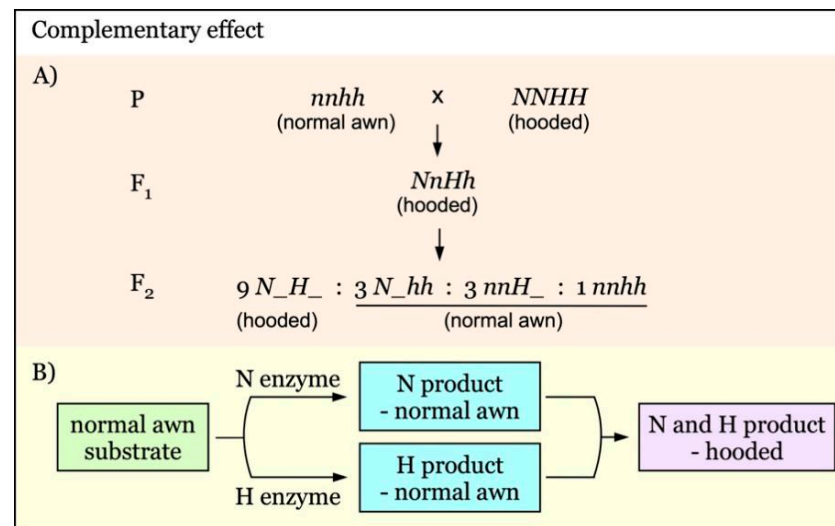 Complementary effect
A)
P nnhh x NNHH
(normal awn) (hooded)
F₁ NnHh
(hooded)
F₂ 9 N_H_ : 3 N_hh : 3 nnH_ : 1 nnhh
(hooded) (normal awn)
B)
normal awn
substrate
N enzyme
H enzyme
N product
- normal awn
H product
- normal awn
N and H product
- hooded